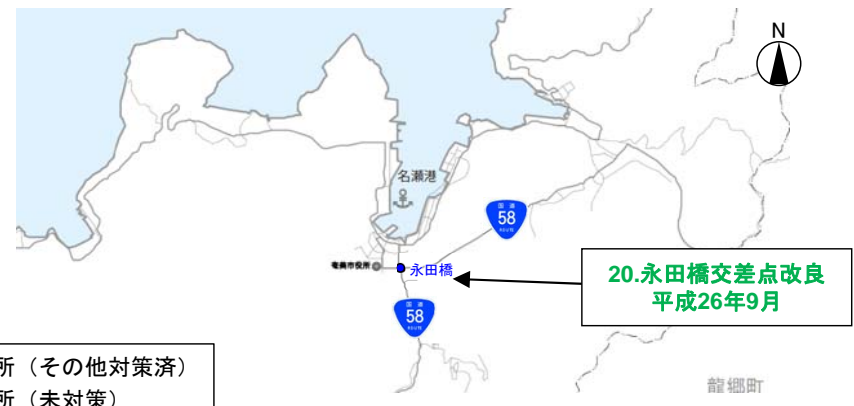 N
名瀬港
国道
58
ROUTE
奄美市役所
永田橋
20.永田橋交差点改良
平成26年9月
国道
58
ROUTE
所（その他対策済）
所（未対策）
龍郷町